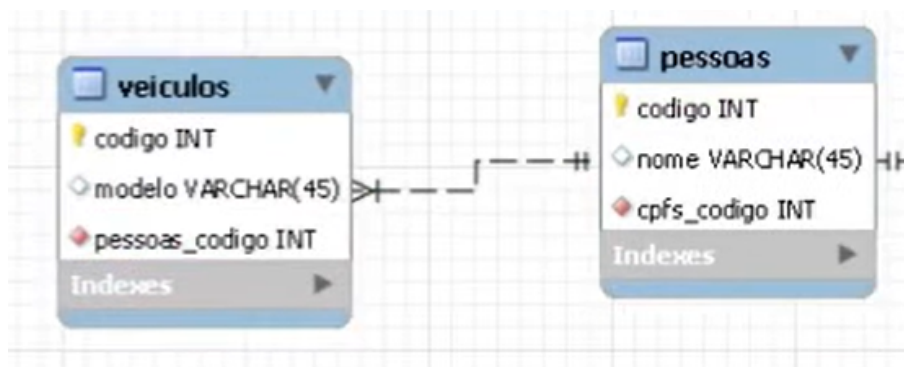 veiculos
codigo INT
modelo VARCHAR(45)
pessoas_codigo INT
Indexes
pessoas
codigo INT
nome VARCHAR(45)
cpfs_codigo INT
Indexes